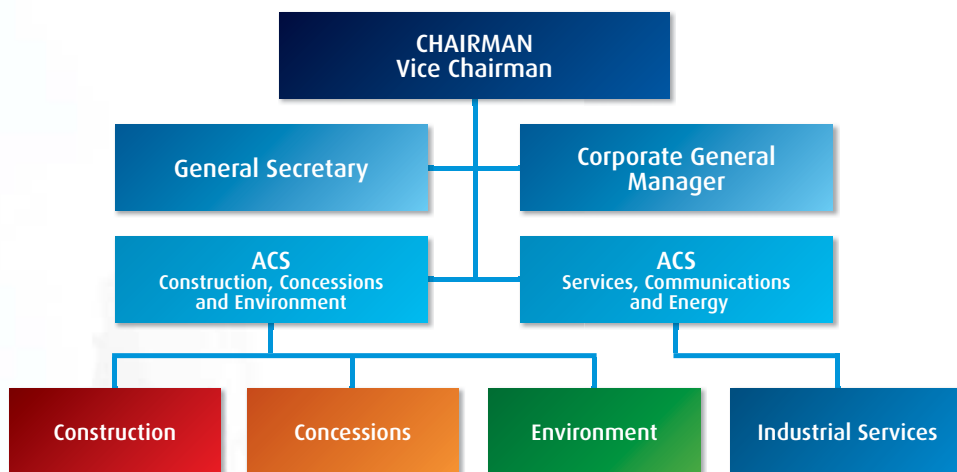 CHAIRMAN
Vice Chairman
General Secretary
Corporate General
Manager
ACS
Construction, Concessions
and Environment
ACS
Services, Communications
and Energy
Construction
Concessions
Environment
Industrial Services